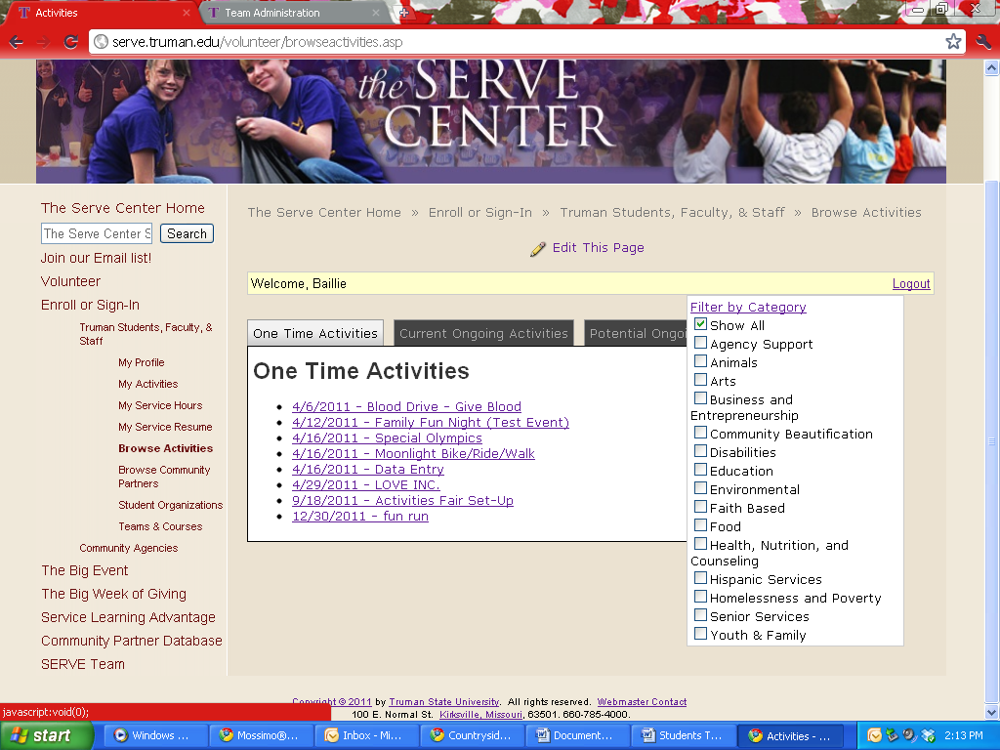 Activities
Team Administration
serve.truman.edu/volunteer/browseactivities.asp
the SERVE
CENTER
The Serve Center Home
The Serve Center S
Search
Join our Email list!
Volunteer
Enroll or Sign-In
Truman Students, Faculty, &
Staff
My Profile
My Activities
My Service Hours
My Service Resume
Browse Activities
Browse Community
Partners
Student Organizations
Teams & Courses
Community Agencies
The Big Event
The Big Week of Giving
Service Learning Advantage
Community Partner Database
SERVE Team
The Serve Center Home » Enroll or Sign-In » Truman Students, Faculty, & Staff » Browse Activities
Edit This Page
Welcome, Baillie
Logout
One Time Activities
Current Ongoing Activities
Potential Ongo
One Time Activities
4/6/2011 - Blood Drive - Give Blood
4/12/2011 - Family Fun Night (Test Event)
4/16/2011 - Special Olympics
4/16/2011 - Moonlight Bike/Ride/Walk
4/16/2011 - Data Entry
4/29/2011 - LOVE INC.
9/18/2011 - Activities Fair Set-Up
12/30/2011 - fun run
Filter by Category
Show All
Agency Support
Animals
Arts
Business and
Entrepreneurship
Community Beautification
Disabilities
Education
Environmental
Faith Based
Food
Health, Nutrition, and
Counseling
Hispanic Services
Homelessness and Poverty
Senior Services
Youth & Family
Copyright © 2011 by Truman State University. All rights reserved. Webmaster Contact
100 E. Normal St. Kirksville, Missouri, 63501. 660-785-4000.
javascript:void(0);
start
Windows ...
Mossimo®...
Inbox - Mi...
Countrysid...
Document...
Students T...
Activities - ...
2:13 PM